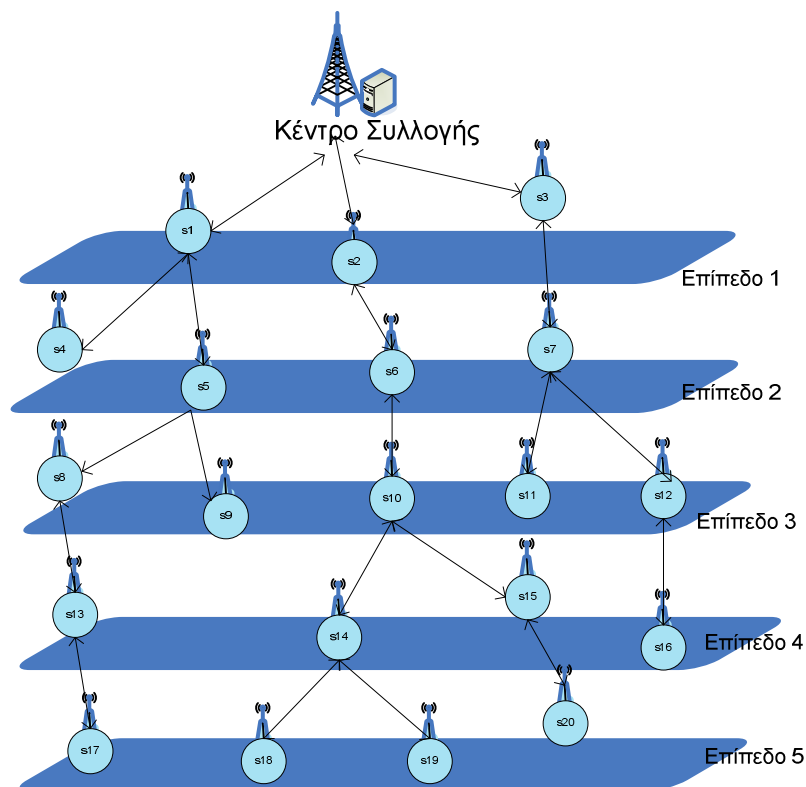 Κέντρο Συλλογής
s3
s1
s2
Επίπεδο 1
s4
s7
s6
s5
Επίπεδο 2
s8
s11
s12
s10
s9
Επίπεδο 3
s15
s13
s14
s16
Επίπεδο 4
s20
s17
s18
s19
Επίπεδο 5